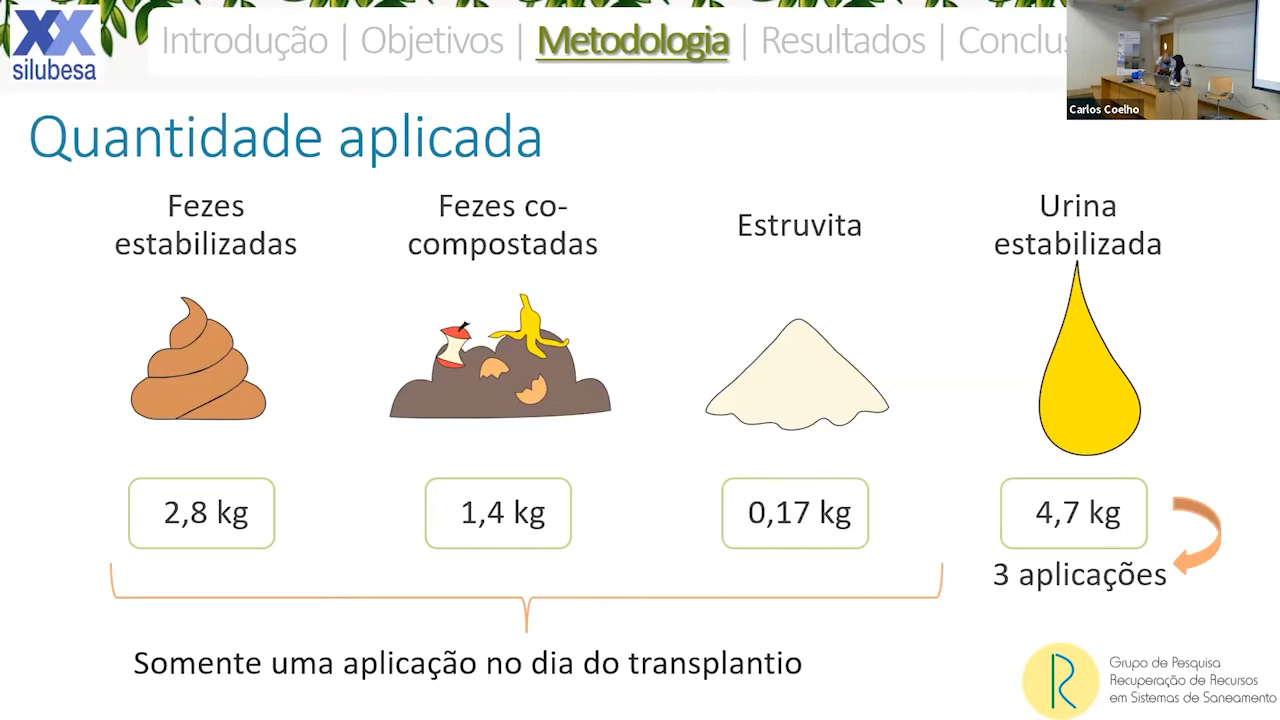 silubesa
Introdução | Objetivos | Metodologia | Resultados |
Carlos Coelho
Quantidade aplicada
Fezes
estabilizadas
Fezes co-
compostadas
Estruvita
Urina
estabilizada
2,8 kg
1,4 kg
0,17 kg
4,7 kg
3 aplicações
Somente uma aplicação no dia do transplantio
Grupo de Pesquisa
Recuperação de Recursos
em Sistemas de Saneamento